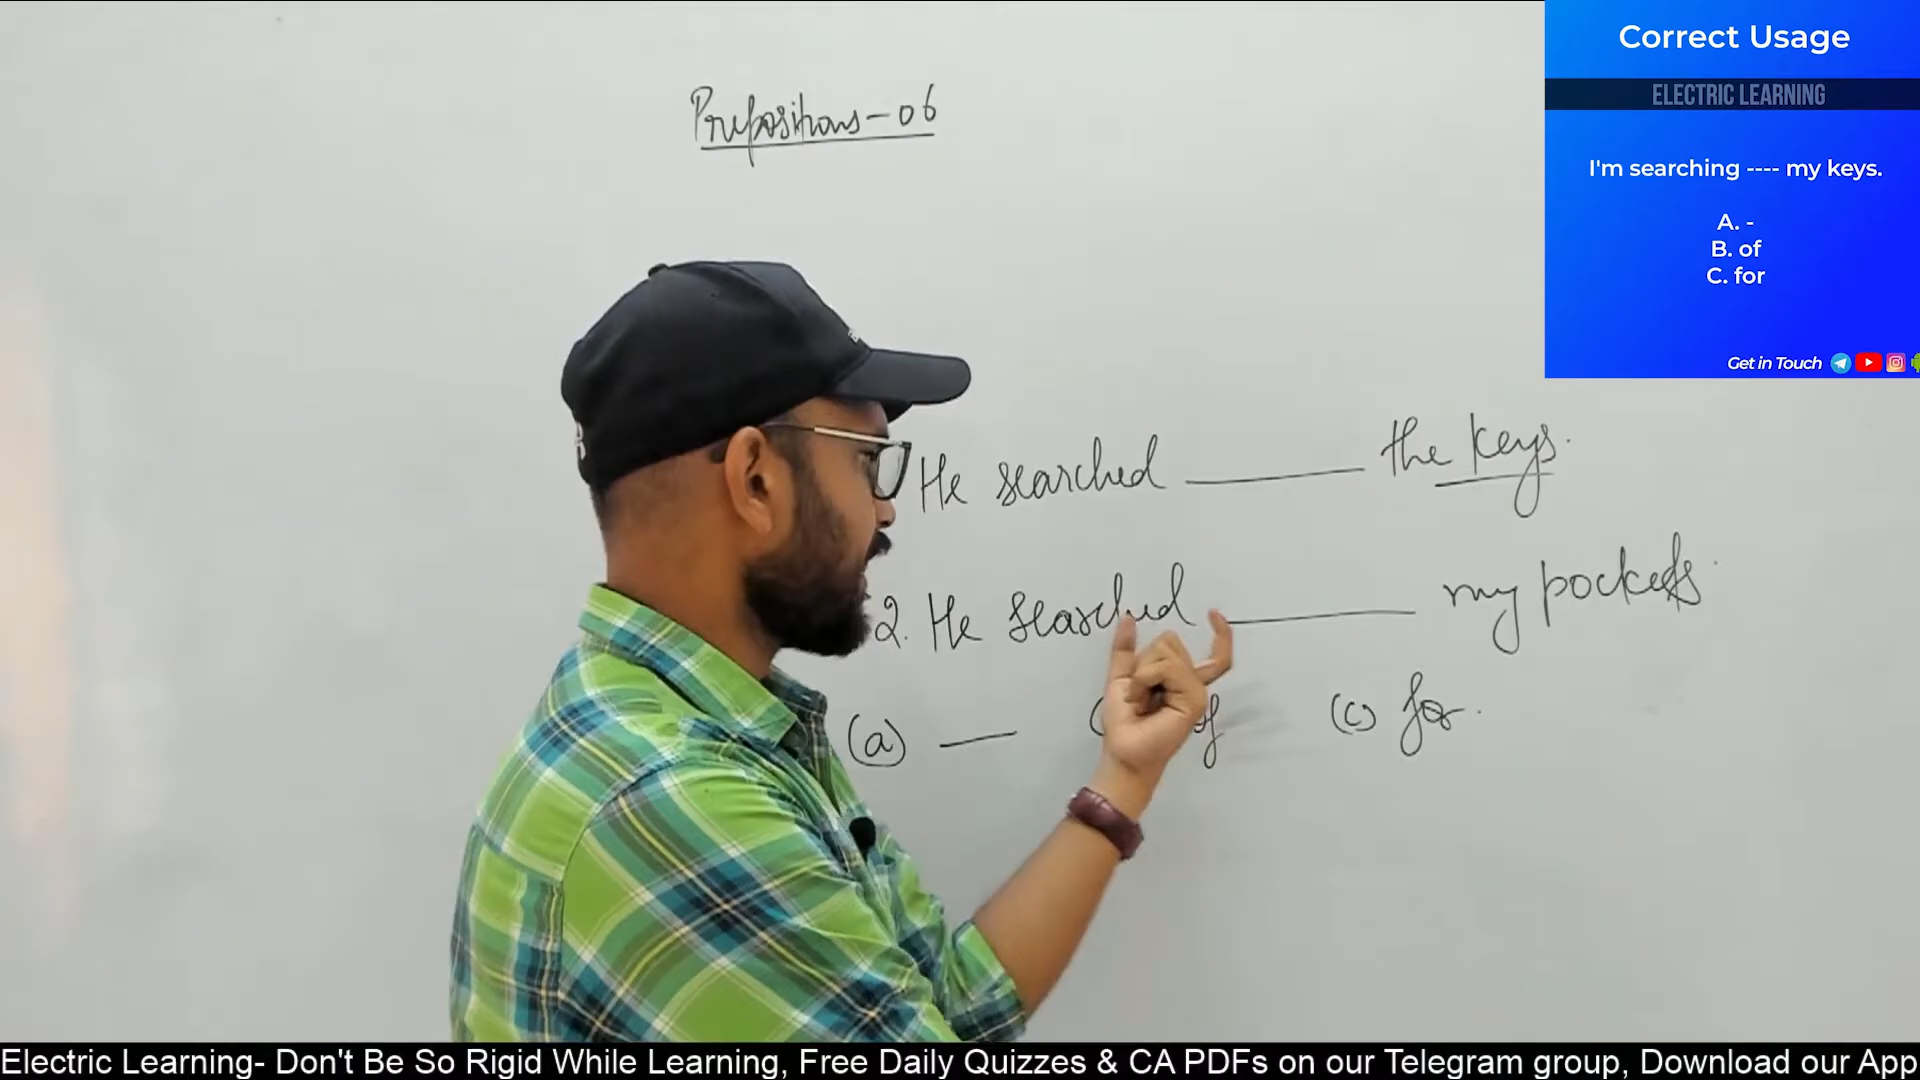 Prepositions-06
He searched ______ the keys.
2. He searched ______ my pockets.
(a) — of (c) for.
Correct Usage
ELECTRIC LEARNING
I'm searching ---- my keys.
A. -
B. of
C. for
Get in Touch
Electric Learning- Don't Be So Rigid While Learning, Free Daily Quizzes & CA PDFs on our Telegram group, Download our App